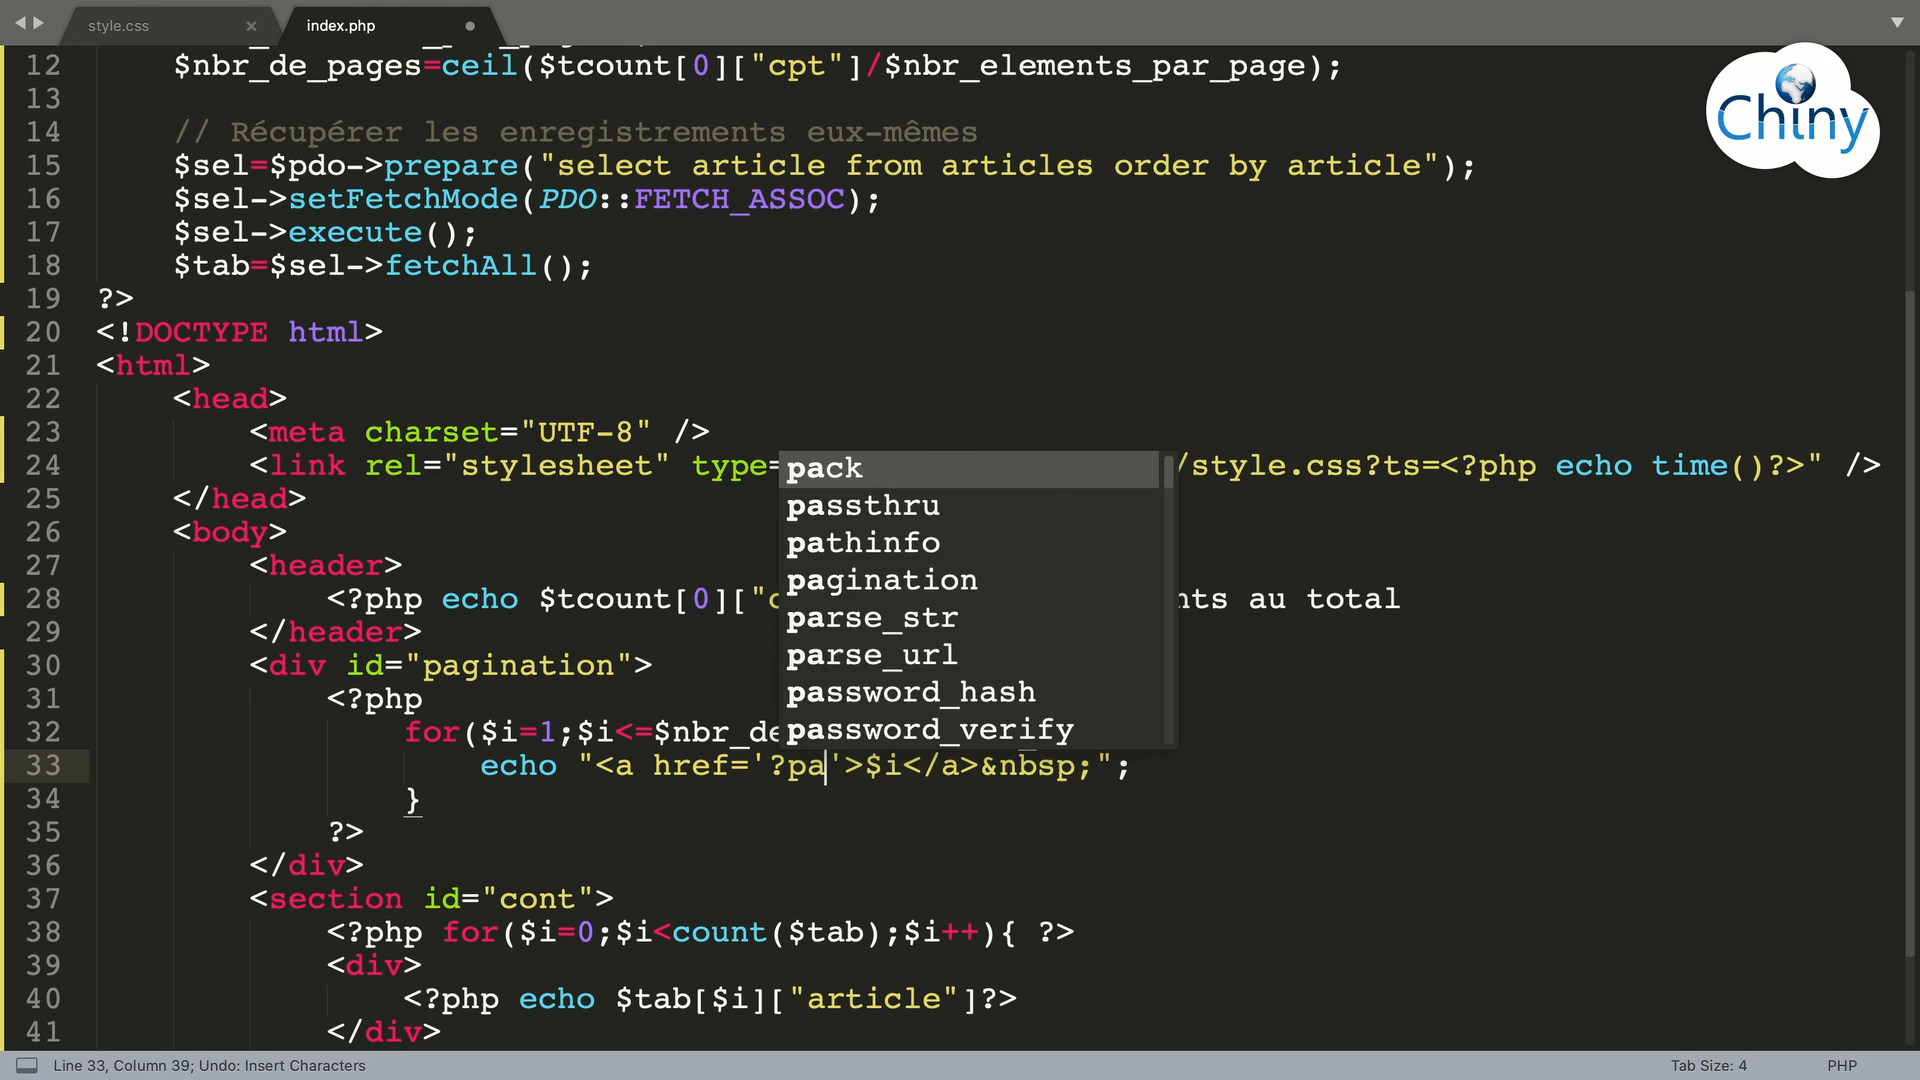 style.css
index.php
12 $nbr_de_pages=ceil($tcount[0]["cpt"]/$nbr_elements_par_page);
13
14 // Récupérer les enregistrements eux-mêmes
15 $sel=$pdo->prepare("select article from articles order by article");
16 $sel->setFetchMode(PDO::FETCH_ASSOC);
17 $sel->execute();
18 $tab=$sel->fetchAll();
19 ?>
20 <!DOCTYPE html>
21 <html>
22 <head>
23 <meta charset="UTF-8" />
24 <link rel="stylesheet" type= /style.css?ts=<?php echo time()?>" />
25 </head>
26 <body>
27 <header>
28 <?php echo $tcount[0]["c nts au total
29 </header>
30 <div id="pagination">
31 <?php
32 for($i=1;$i<=$nbr_de
33 echo "<a href='?pa'>$i</a>&nbsp;";
34 }
35 ?>
36 </div>
37 <section id="cont">
38 <?php for($i=0;$i<count($tab);$i++){ ?>
39 <div>
40 <?php echo $tab[$i]["article"]?>
41 </div>
pack
passthru
pathinfo
pagination
parse_str
parse_url
password_hash
password_verify
Chiny
Line 33, Column 39; Undo: Insert Characters
Tab Size: 4
PHP